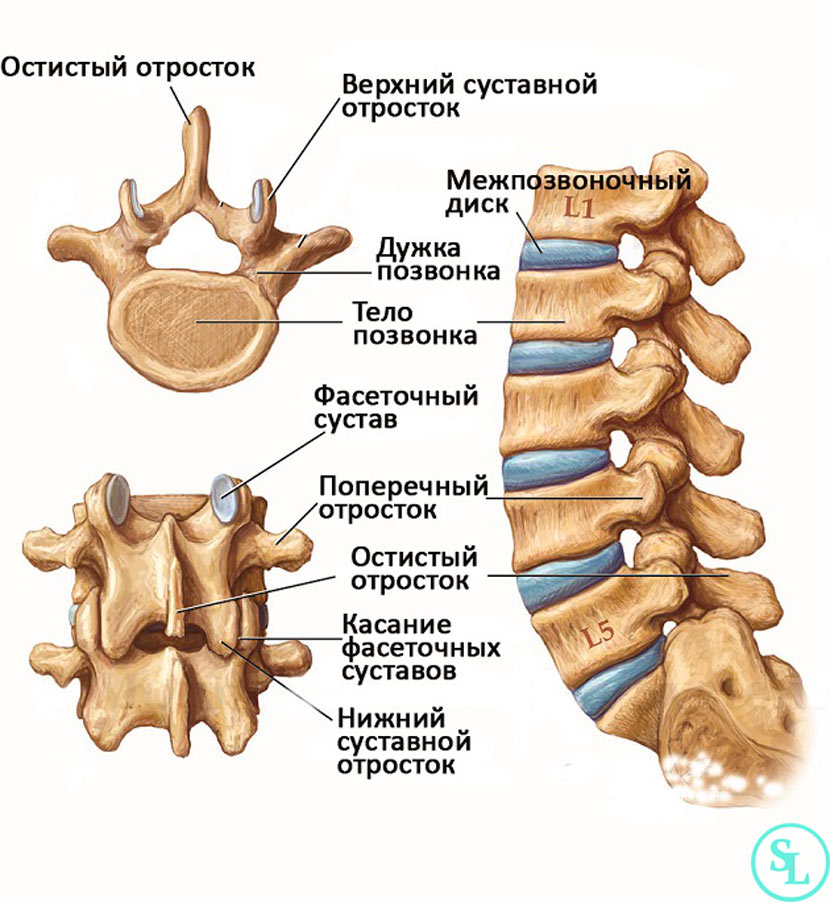 Остистый отросток
Верхний суставной
отросток
Межпозвоночный
диск
L1
Дужка
позвонка
Тело
позвонка
Фасеточный
сустав
Поперечный
отросток
Остистый
отросток
Касание
фасеточных
суставов
L5
Нижний
суставной
отросток
SL